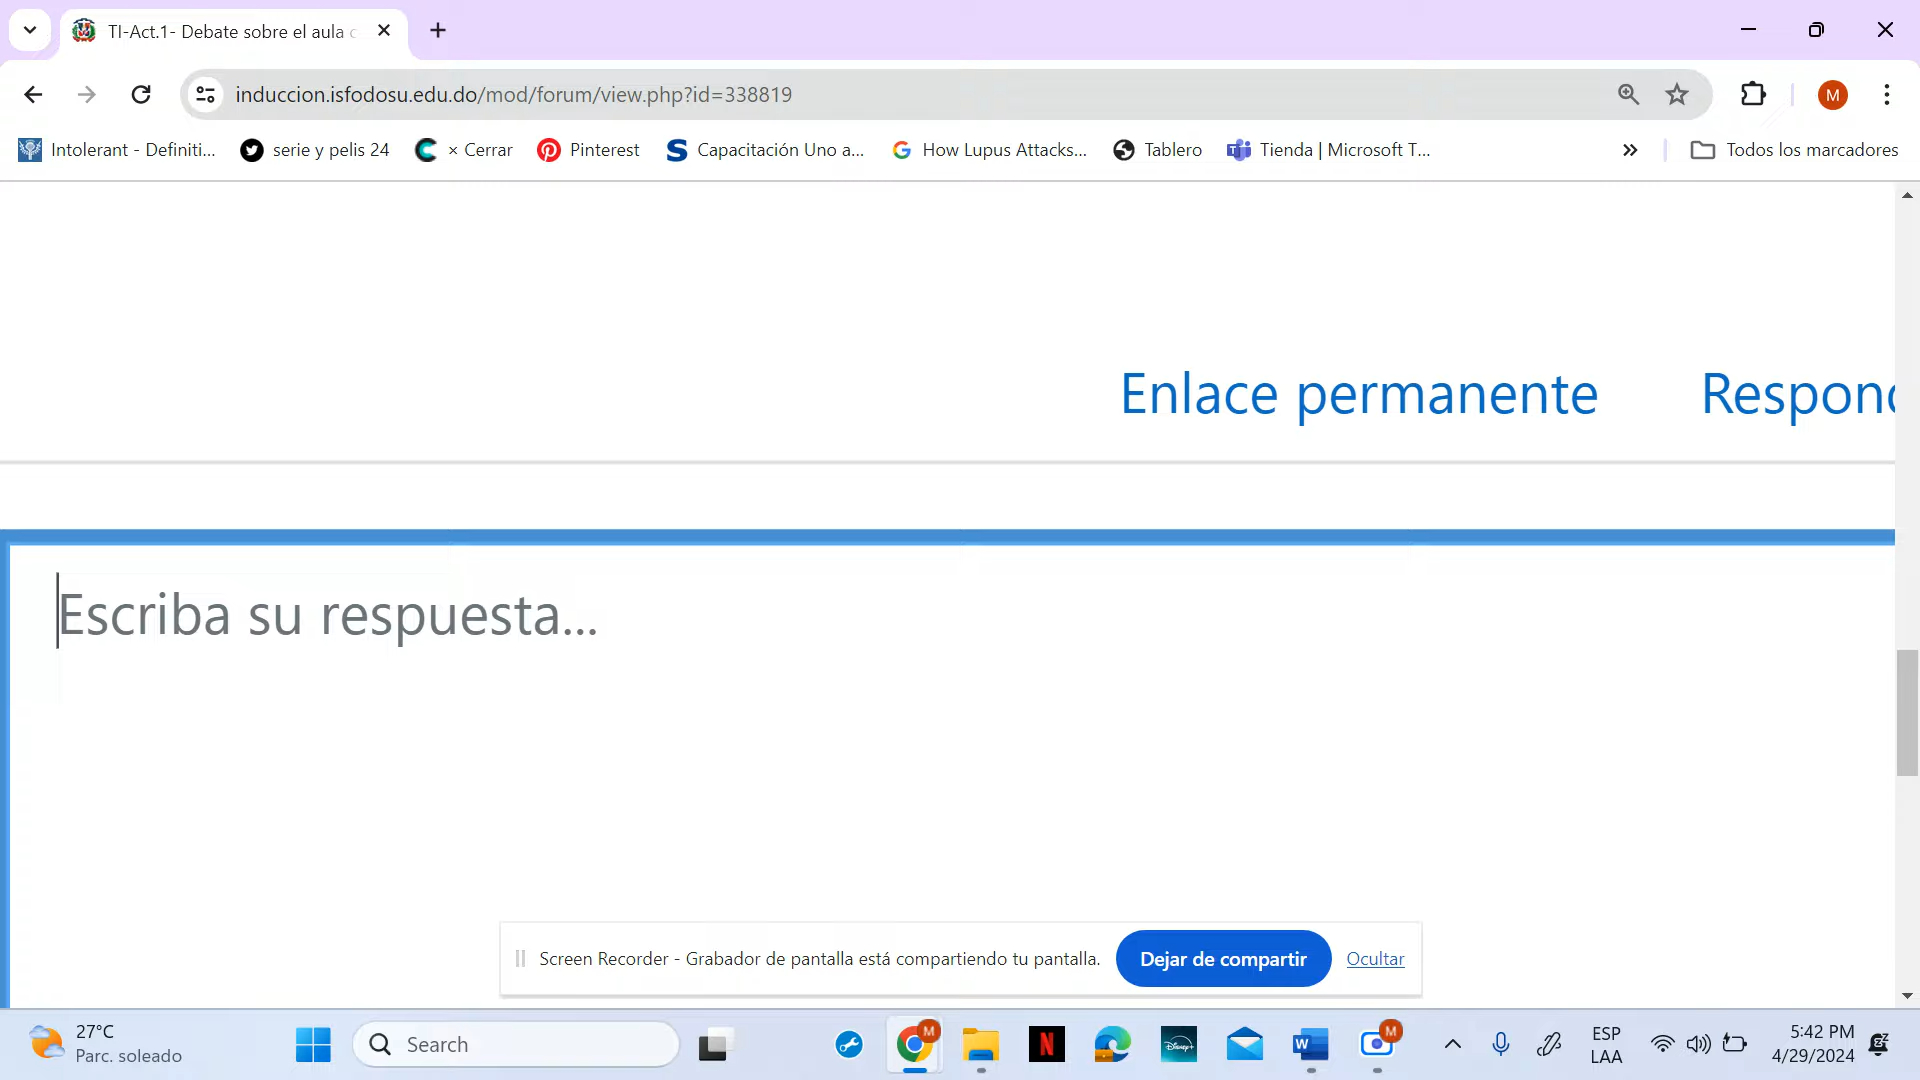 TI-Act.1- Debate sobre el aula
induccion.isfodosu.edu.do/mod/forum/view.php?id=338819
M
Intolerant - Definiti...
serie y pelis 24
× Cerrar
Pinterest
Capacitación Uno a...
How Lupus Attacks...
Tablero
Tienda | Microsoft T...
»
Todos los marcadores
Enlace permanente
Respond
Escriba su respuesta...
Screen Recorder - Grabador de pantalla está compartiendo tu pantalla.
Dejar de compartir
Ocultar
27°C
Parc. soleado
Search
M
N
Disney+
W
M
ESP
LAA
5:42 PM
4/29/2024